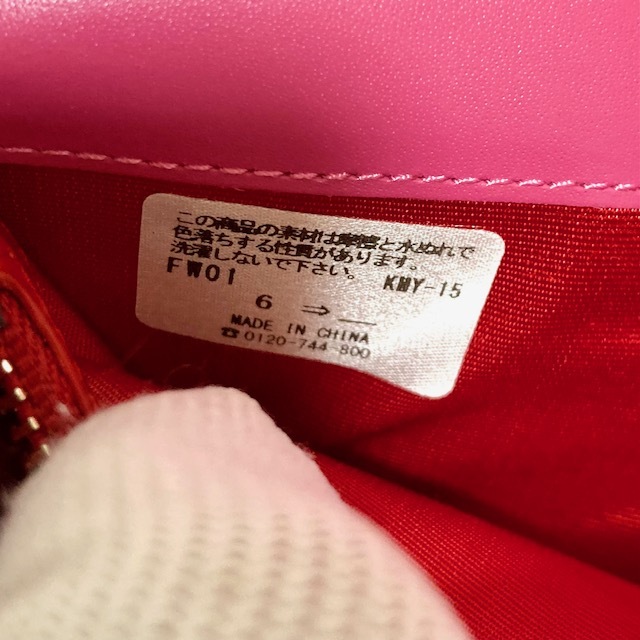 この商品の素材は摩擦と水ぬれで
色落ちする性質があります。
洗濯しないで下さい。
FW01 KMY-15
6 ⇒ __
MADE IN CHINA
☎0120-744-800